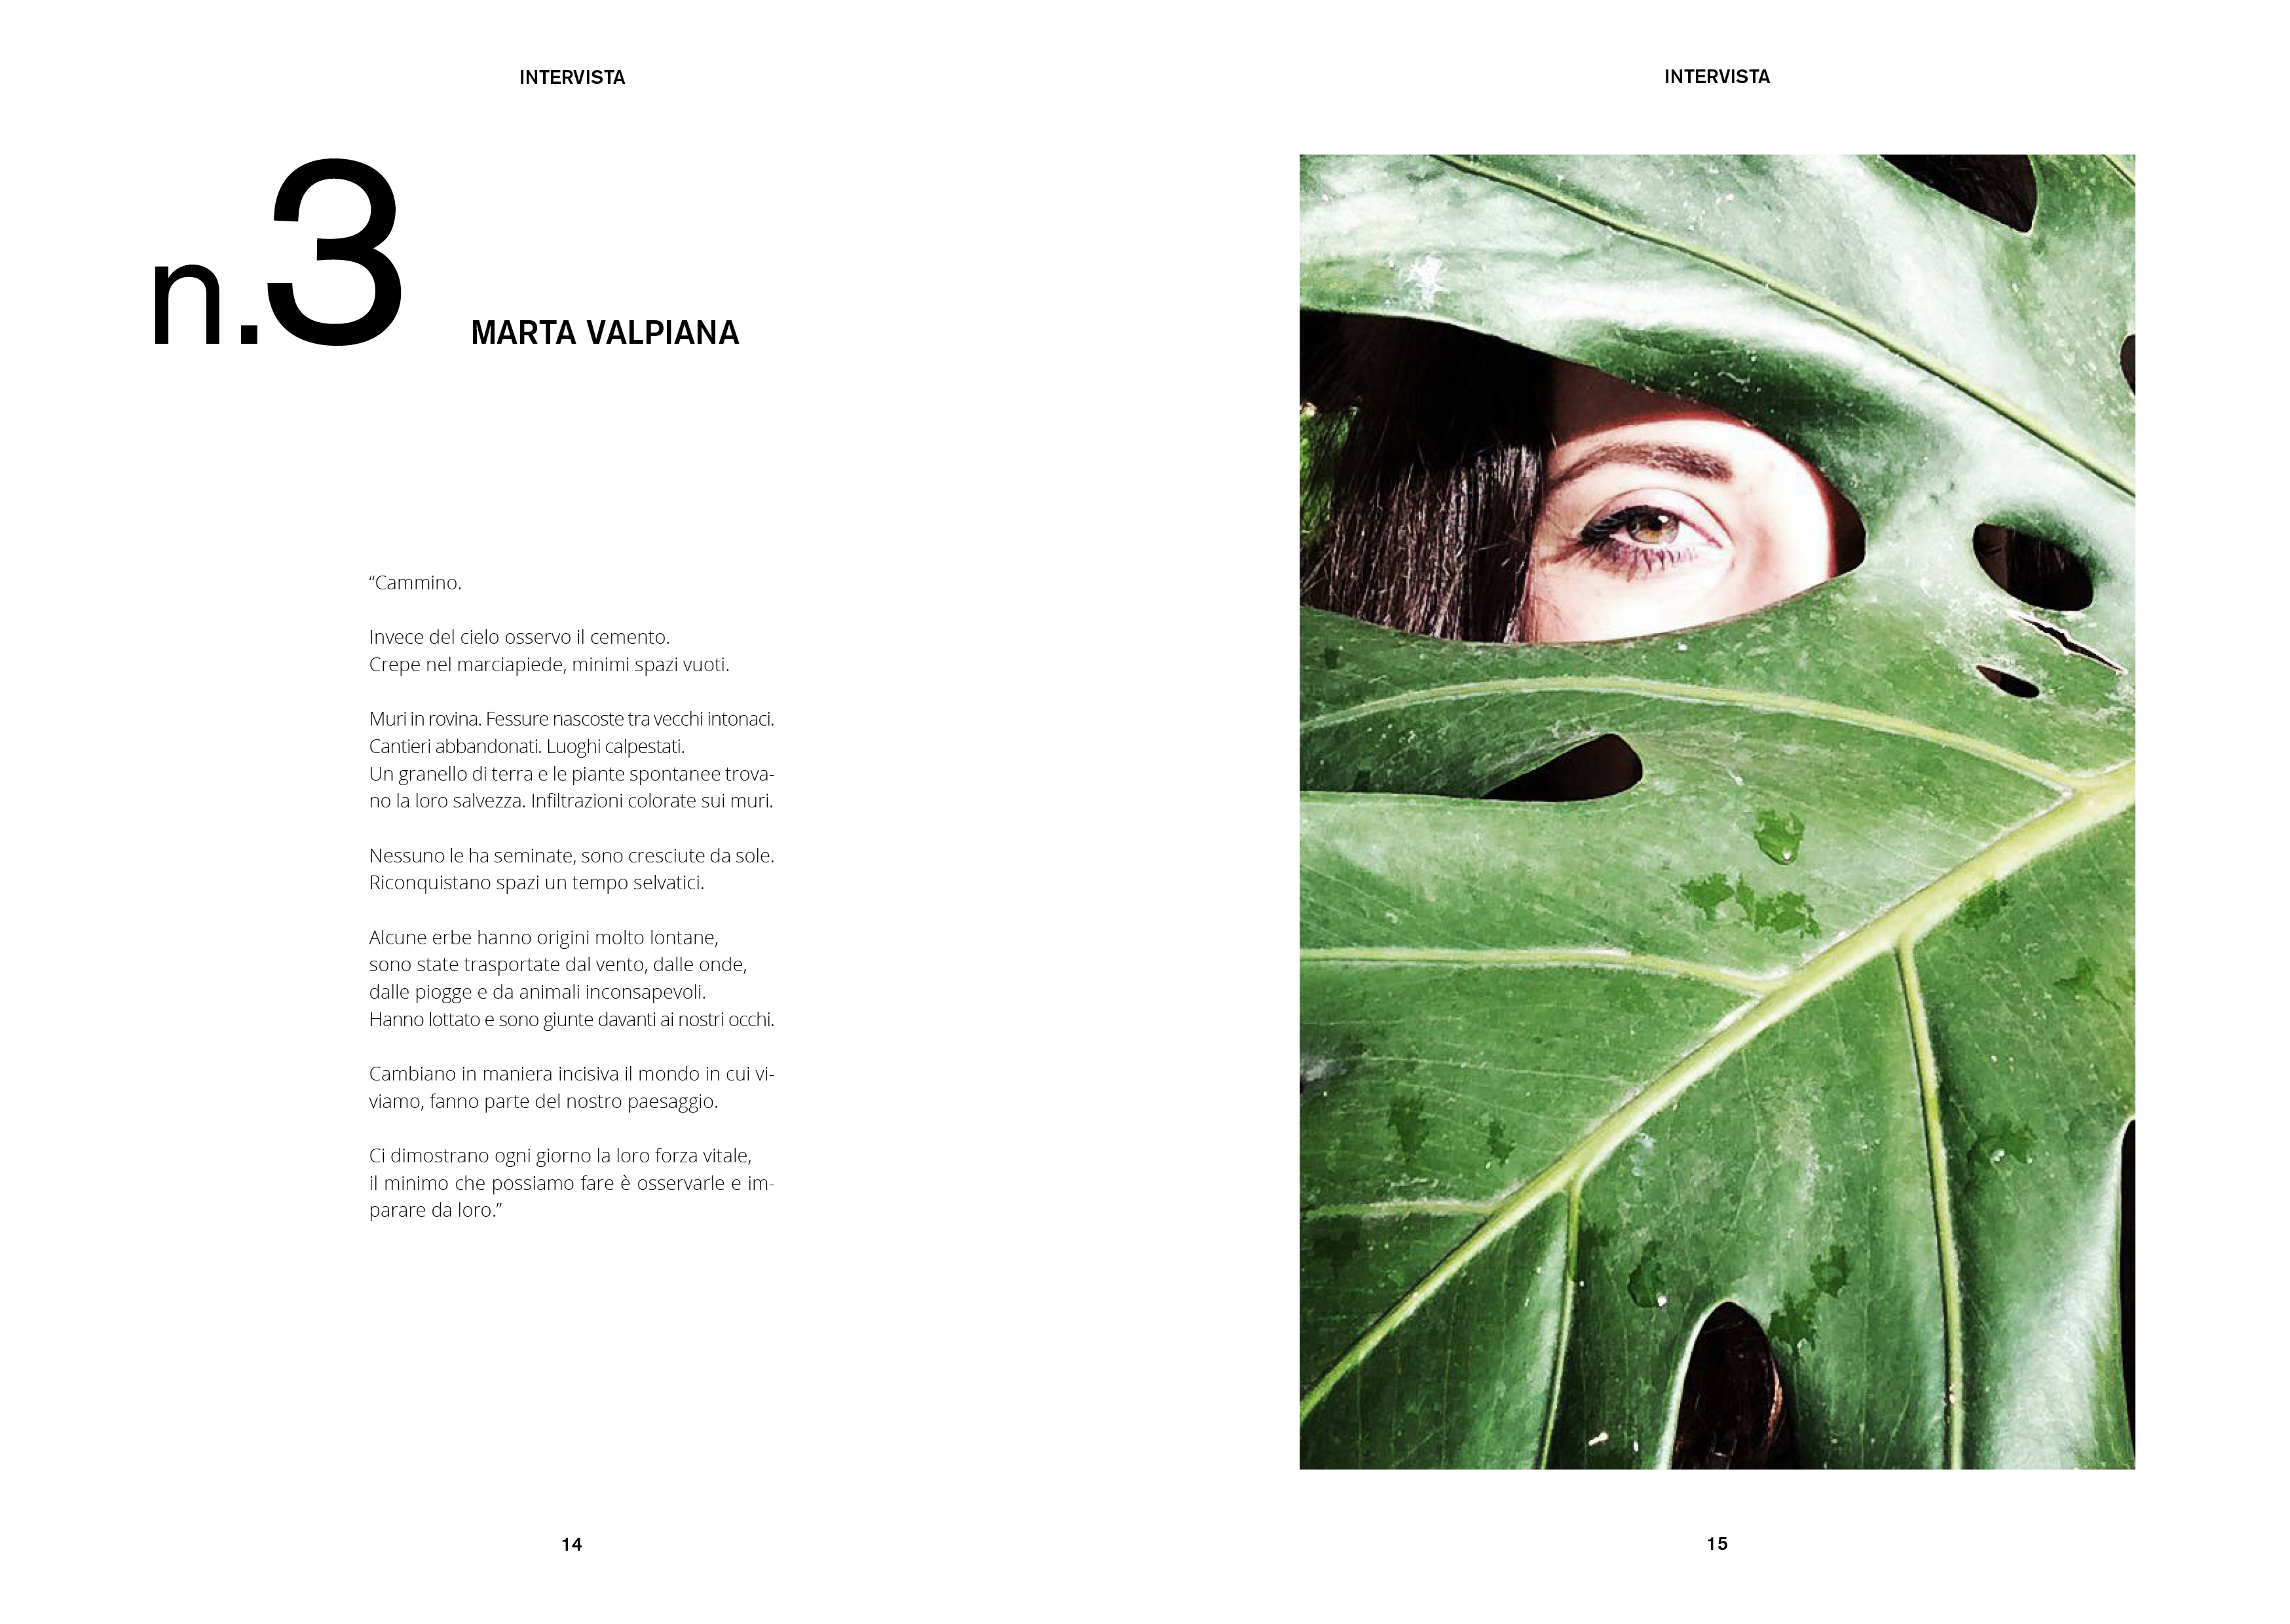 INTERVISTA
n.3 MARTA VALPIANA
“Cammino.
Invece del cielo osservo il cemento.
Crepe nel marciapiede, minimi spazi vuoti.
Muri in rovina. Fessure nascoste tra vecchi intonaci.
Cantieri abbandonati. Luoghi calpestati.
Un granello di terra e le piante spontanee trova-
no la loro salvezza. Infiltrazioni colorate sui muri.
Nessuno le ha seminate, sono cresciute da sole.
Riconquistano spazi un tempo selvatici.
Alcune erbe hanno origini molto lontane,
sono state trasportate dal vento, dalle onde,
dalle piogge e da animali inconsapevoli.
Hanno lottato e sono giunte davanti ai nostri occhi.
Cambiano in maniera incisiva il mondo in cui vi-
viamo, fanno parte del nostro paesaggio.
Ci dimostrano ogni giorno la loro forza vitale,
il minimo che possiamo fare è osservarle e im-
parare da loro.”
14
INTERVISTA
15